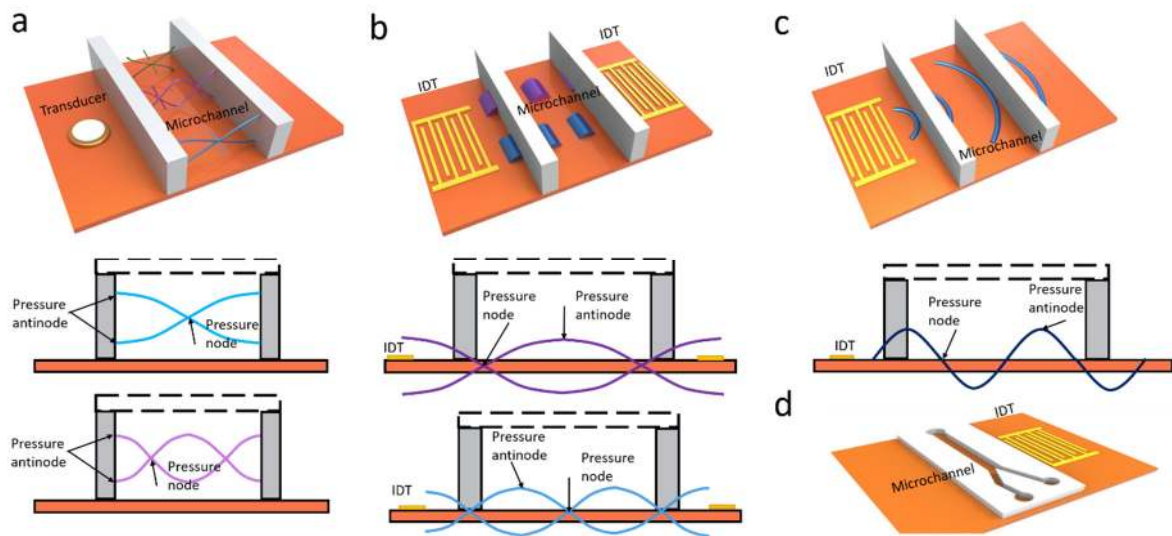 a
Transducer
Microchannel
Pressure
antinode
Pressure
node
Pressure
antinode
Pressure
node
b
IDT
IDT
Microchannel
Pressure
node
Pressure
antinode
IDT
Pressure
antinode
Pressure
node
IDT
c
IDT
Microchannel
Pressure
node
Pressure
antinode
IDT
d
IDT
Microchannel